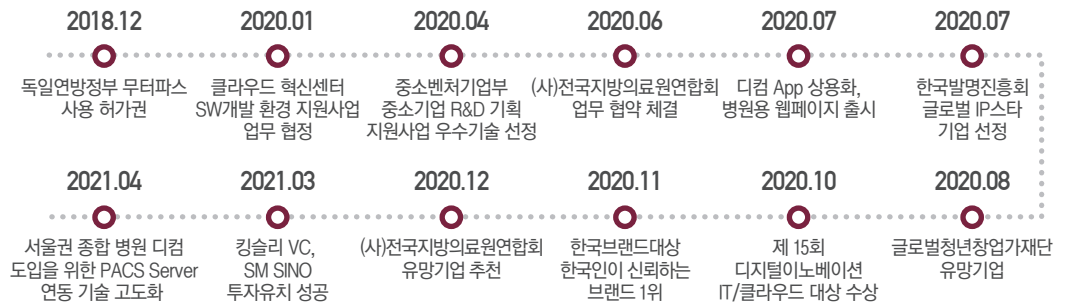 2018.12
독일연방정부 무터파스
사용 허가권
2020.01
클라우드 혁신센터
SW개발 환경 지원사업
업무 협정
2020.04
중소벤처기업부
중소기업 R&D 기획
지원사업 우수기술 선정
2020.06
(사)전국지방의료원연합회
업무 협약 체결
2020.07
디컴 App 상용화,
병원용 웹페이지 출시
2020.07
한국발명진흥회
글로벌 IP스타
기업 선정
2020.08
글로벌청년창업가재단
유망기업
2020.10
제 15회
디지털이노베이션
IT/클라우드 대상 수상
2020.11
한국브랜드대상
한국인이 신뢰하는
브랜드 1위
2020.12
(사)전국지방의료원연합회
유망기업 추천
2021.03
킹슬리 VC,
SM SINO
투자유치 성공
2021.04
서울권 종합 병원 디컴
도입을 위한 PACS Server
연동 기술 고도화